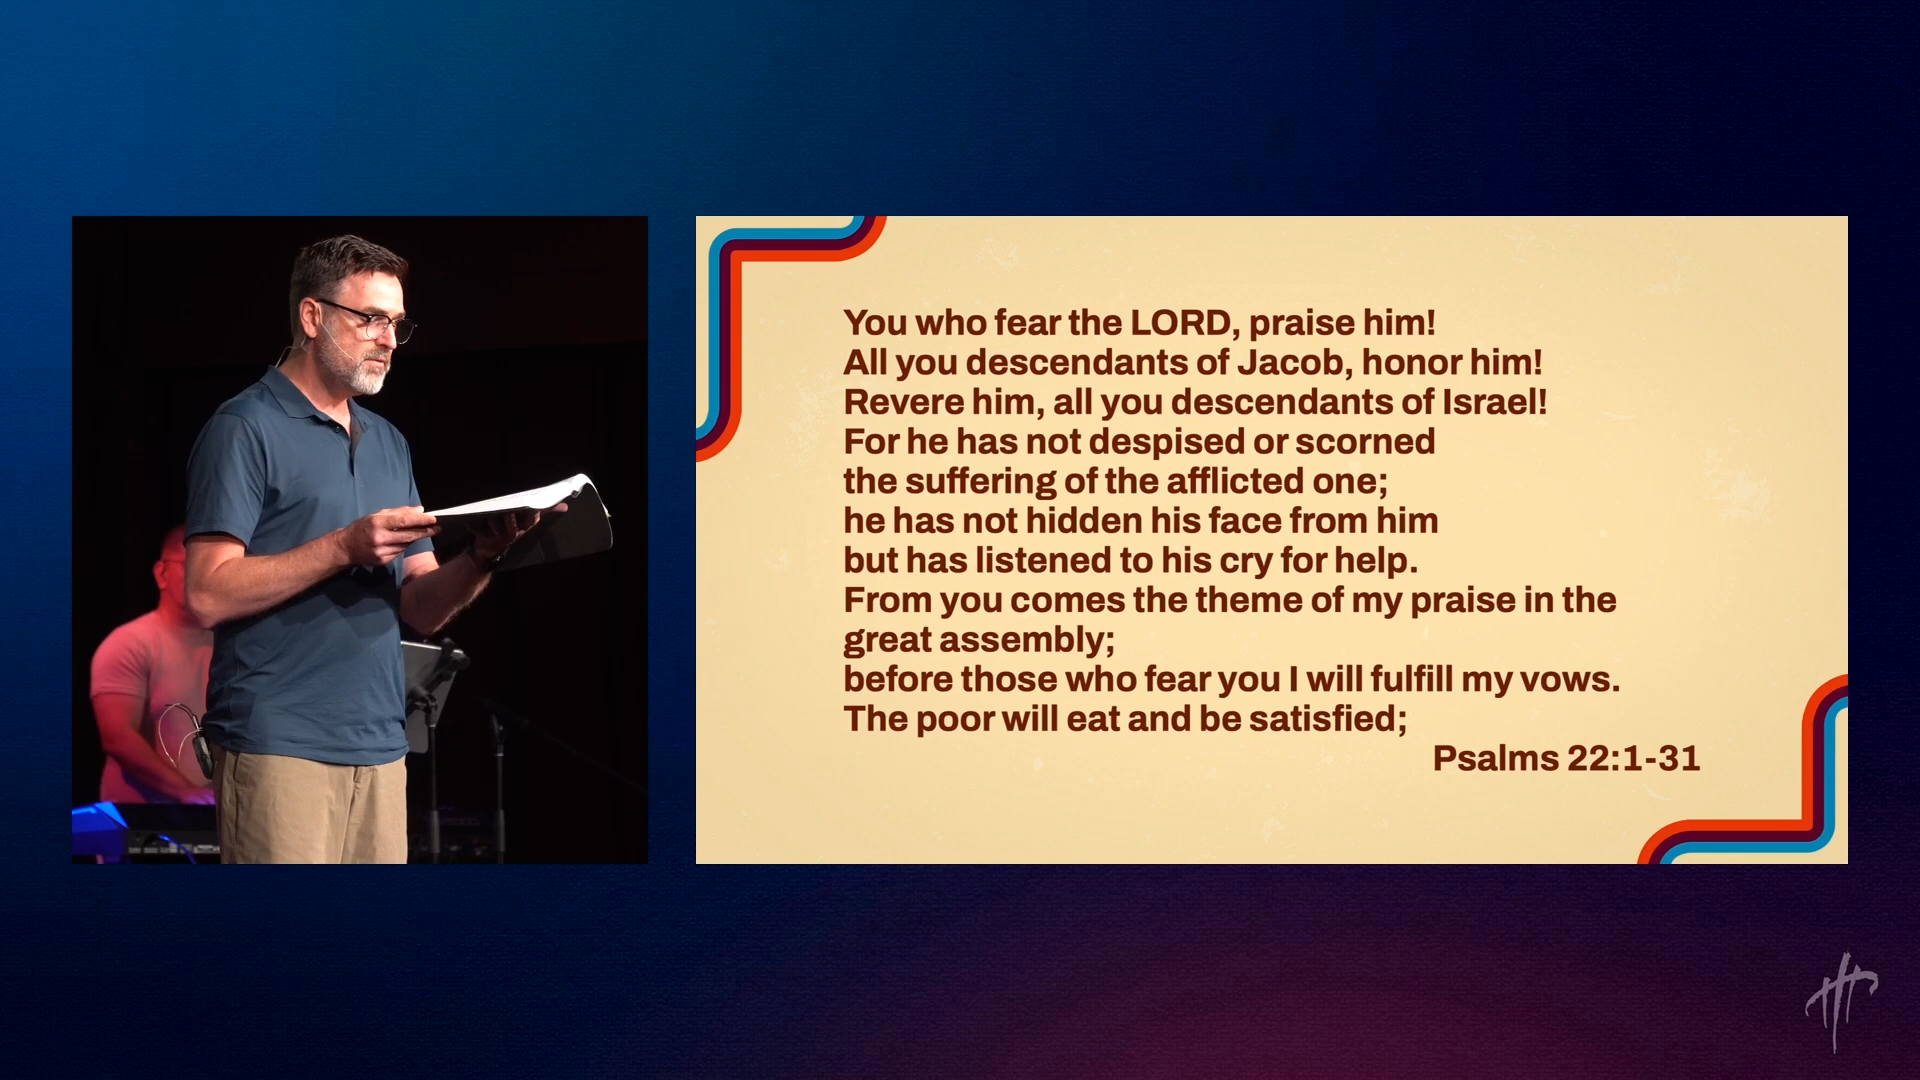 You who fear the LORD, praise him!
All you descendants of Jacob, honor him!
Revere him, all you descendants of Israel!
For he has not despised or scorned
the suffering of the afflicted one;
he has not hidden his face from him
but has listened to his cry for help.
From you comes the theme of my praise in the
great assembly;
before those who fear you I will fulfill my vows.
The poor will eat and be satisfied;
Psalms 22:1-31